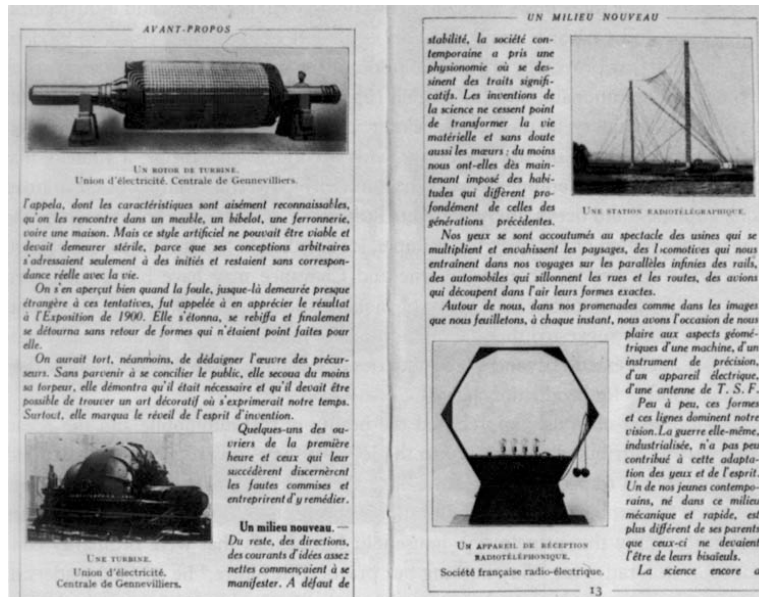 AVANT-PROPOS
UN ROTOR DE TURBINE.
Union d'électricité. Centrale de Gennevilliers.
l'appela, dont les caractéristiques sont aisément reconnaissables,
qu'on les rencontre dans un meuble, un bibelot, une ferronnerie,
voire une maison. Mais ce style artificiel ne pouvait être viable et
devait demeurer stérile, parce que ses conceptions arbitraires
s'adressaient seulement à des initiés et restaient sans correspon-
dance réelle avec la vie.
On s'en aperçut bien quand la foule, jusque-là demeurée presque
étrangère à ces tentatives, fut appelée à en apprécier le résultat
à l'Exposition de 1900. Elle s'étonna, se rebiffa et finalement
se détourna sans retour de formes qui n'étaient point faites pour
elle.
On aurait tort, néanmoins, de dédaigner l'œuvre des précur-
seurs. Sans parvenir à se concilier le public, elle secoua du moins
sa torpeur, elle démontra qu'il était nécessaire et qu'il devait être
possible de trouver un art décoratif où s'exprimerait notre temps.
Surtout, elle marqua le réveil de l'esprit d'invention.
Quelques-uns des ou-
vriers de la première
heure et ceux qui leur
succédèrent discernèrent
les fautes commises et
entreprirent d'y remédier.
Un milieu nouveau. —
Du reste, des directions,
des courants d'idées assez
nettes commençaient à se
manifester. A défaut de
UNE TURBINE.
Union d'électricité.
Centrale de Gennevilliers.
UN MILIEU NOUVEAU
stabilité, la société con-
temporaine a pris une
physionomie où se des-
sinent des traits signifi-
catifs. Les inventions de
la science ne cessent point
de transformer la vie
matérielle et sans doute
aussi les mœurs ; du moins
nous ont-elles dès main-
tenant imposé des habi-
tudes qui diffèrent pro-
fondément de celles des
générations précédentes.
UNE STATION RADIOTÉLÉGRAPHIQUE.
Nos yeux se sont accoutumés au spectacle des usines qui se
multiplient et envahissent les paysages, des locomotives qui nous
entraînent dans nos voyages sur les parallèles infinies des rails,
des automobiles qui sillonnent les rues et les routes, des avions
qui découpent dans l'air leurs formes exactes.
Autour de nous, dans nos promenades comme dans les images
que nous feuilletons, à chaque instant, nous avons l'occasion de nous
plaire aux aspects géomé-
triques d'une machine, d'un
instrument de précision,
d'un appareil électrique,
d'une antenne de T. S. F.
Peu à peu, ces formes
et ces lignes dominent notre
vision. La guerre elle-même,
industrialisée, n'a pas peu
contribué à cette adapta-
tion des yeux et de l'esprit.
Un de nos jeunes contempo-
rains, né dans ce milieu
mécanique et rapide, est
plus différent de ses parents
que ceux-ci ne devaient
l'être de leurs bisaïeuls.
La science encore a
UN APPAREIL DE RÉCEPTION
RADIOTÉLÉPHONIQUE.
Société française radio-électrique.
13